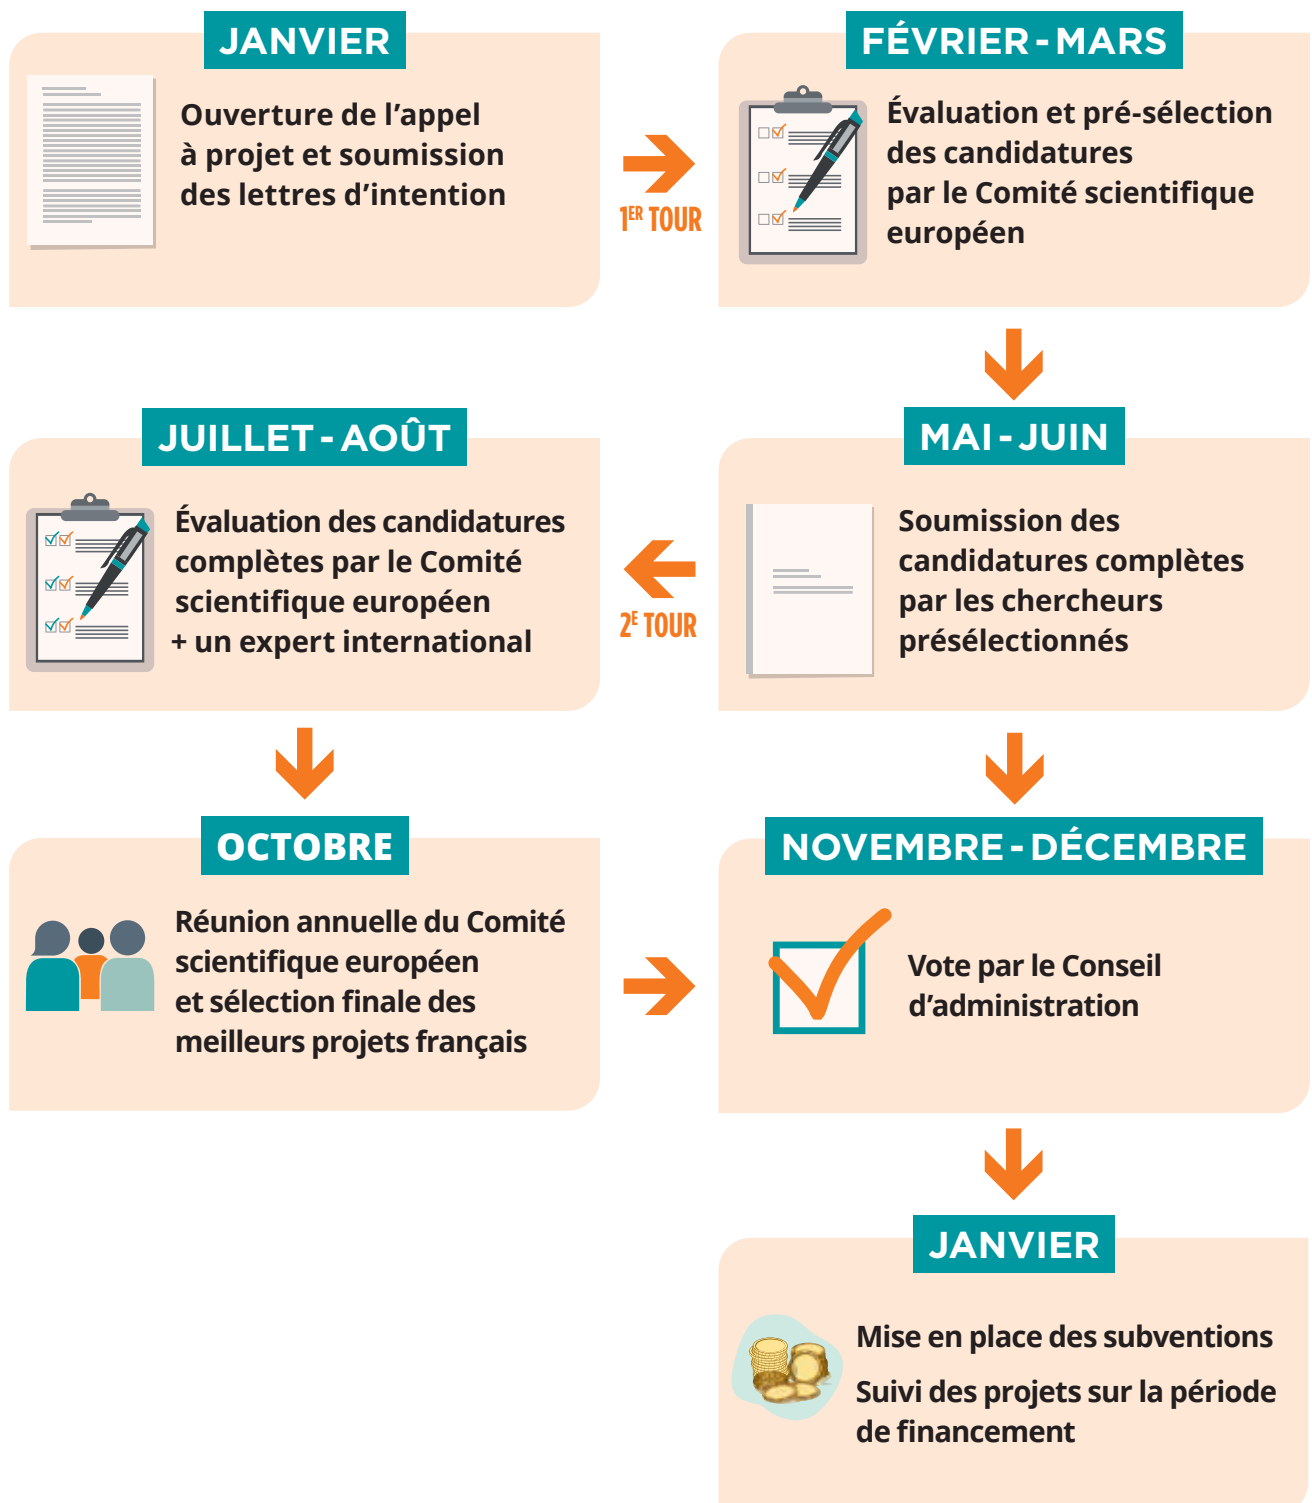 JANVIER
Ouverture de l’appel
à projet et soumission
des lettres d’intention
1ER TOUR
FÉVRIER - MARS
Évaluation et pré-sélection
des candidatures
par le Comité scientifique
européen
MAI - JUIN
Soumission des
candidatures complètes
par les chercheurs
présélectionnés
2E TOUR
JUILLET - AOÛT
Évaluation des candidatures
complètes par le Comité
scientifique européen
+ un expert international
OCTOBRE
Réunion annuelle du Comité
scientifique européen
et sélection finale des
meilleurs projets français
NOVEMBRE - DÉCEMBRE
Vote par le Conseil
d’administration
JANVIER
Mise en place des subventions
Suivi des projets sur la période
de financement